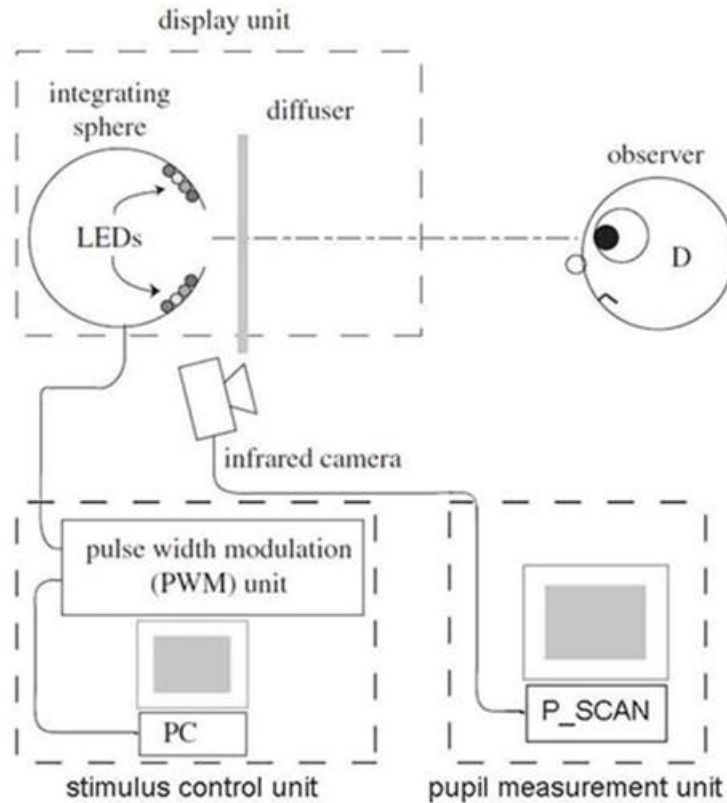 display unit
integrating
sphere
diffuser
observer
LEDs
D
infrared camera
pulse width modulation
(PWM) unit
PC
P_SCAN
stimulus control unit
pupil measurement unit